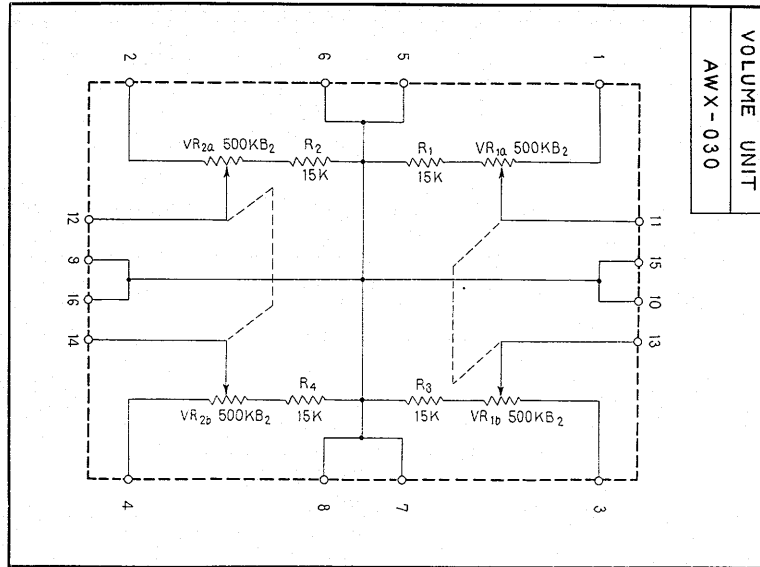 VOLUME UNIT
AWX-030
2
6
5
1
VR2a 500KB2
R2
15K
R1
15K
VR1a 500KB2
12
9
16
14
11
15
10
13
R4
15K
R3
15K
VR2b 500KB2
VR1b 500KB2
4
8
7
3